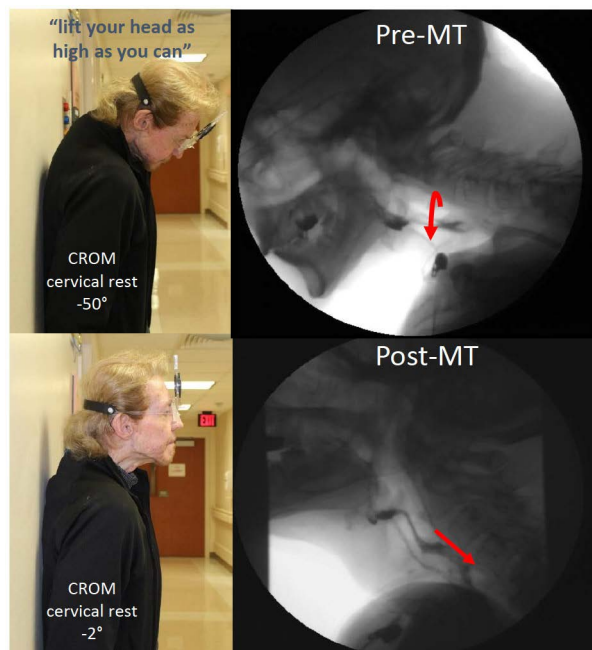 “lift your head as
high as you can”
Pre-MT
CROM
cervical rest
-50°
Post-MT
EXIT
CROM
cervical rest
-2°